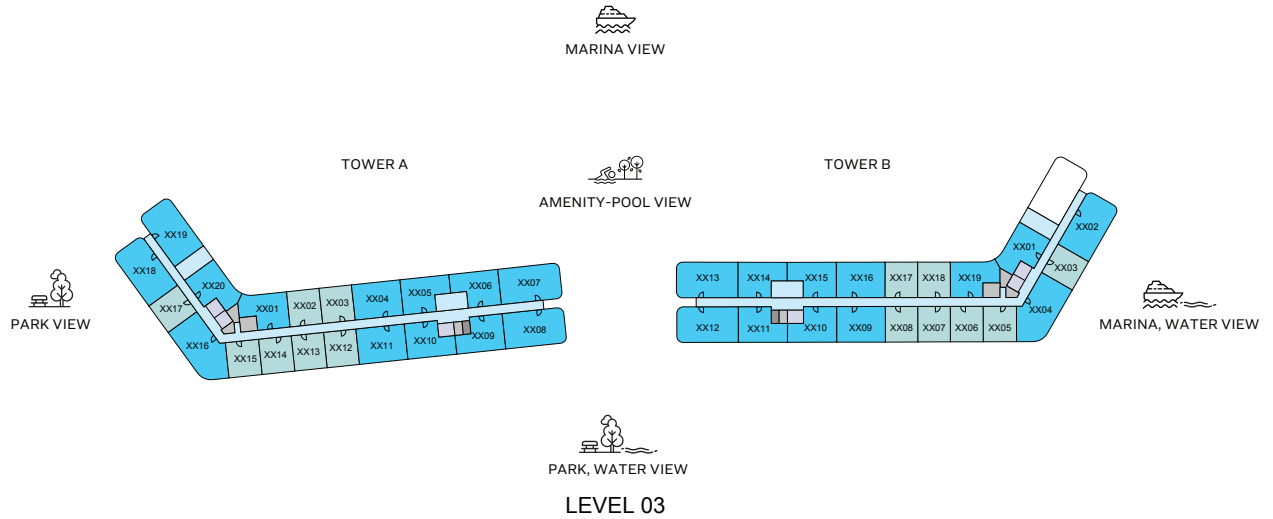 MARINA VIEW
TOWER A
TOWER B
AMENITY-POOL VIEW
XX19
XX18
XX20
XX17
XX16
XX01
XX02
XX03
XX04
XX05
XX06
XX07
XX15
XX14
XX13
XX12
XX11
XX10
XX09
XX08
XX13
XX14
XX15
XX16
XX17
XX18
XX19
XX01
XX02
XX03
XX04
XX12
XX11
XX10
XX09
XX08
XX07
XX06
XX05
PARK VIEW
MARINA, WATER VIEW
PARK, WATER VIEW
LEVEL 03